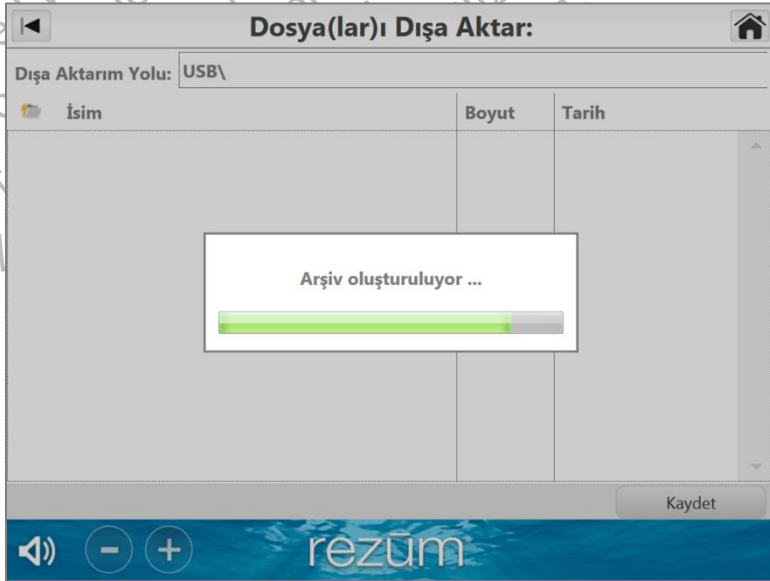 Dosya(lar)ı Dışa Aktar:
Dışa Aktarım Yolu: USB\
İsim Boyut Tarih
Arşiv oluşturuluyor ...
Kaydet
rezūm